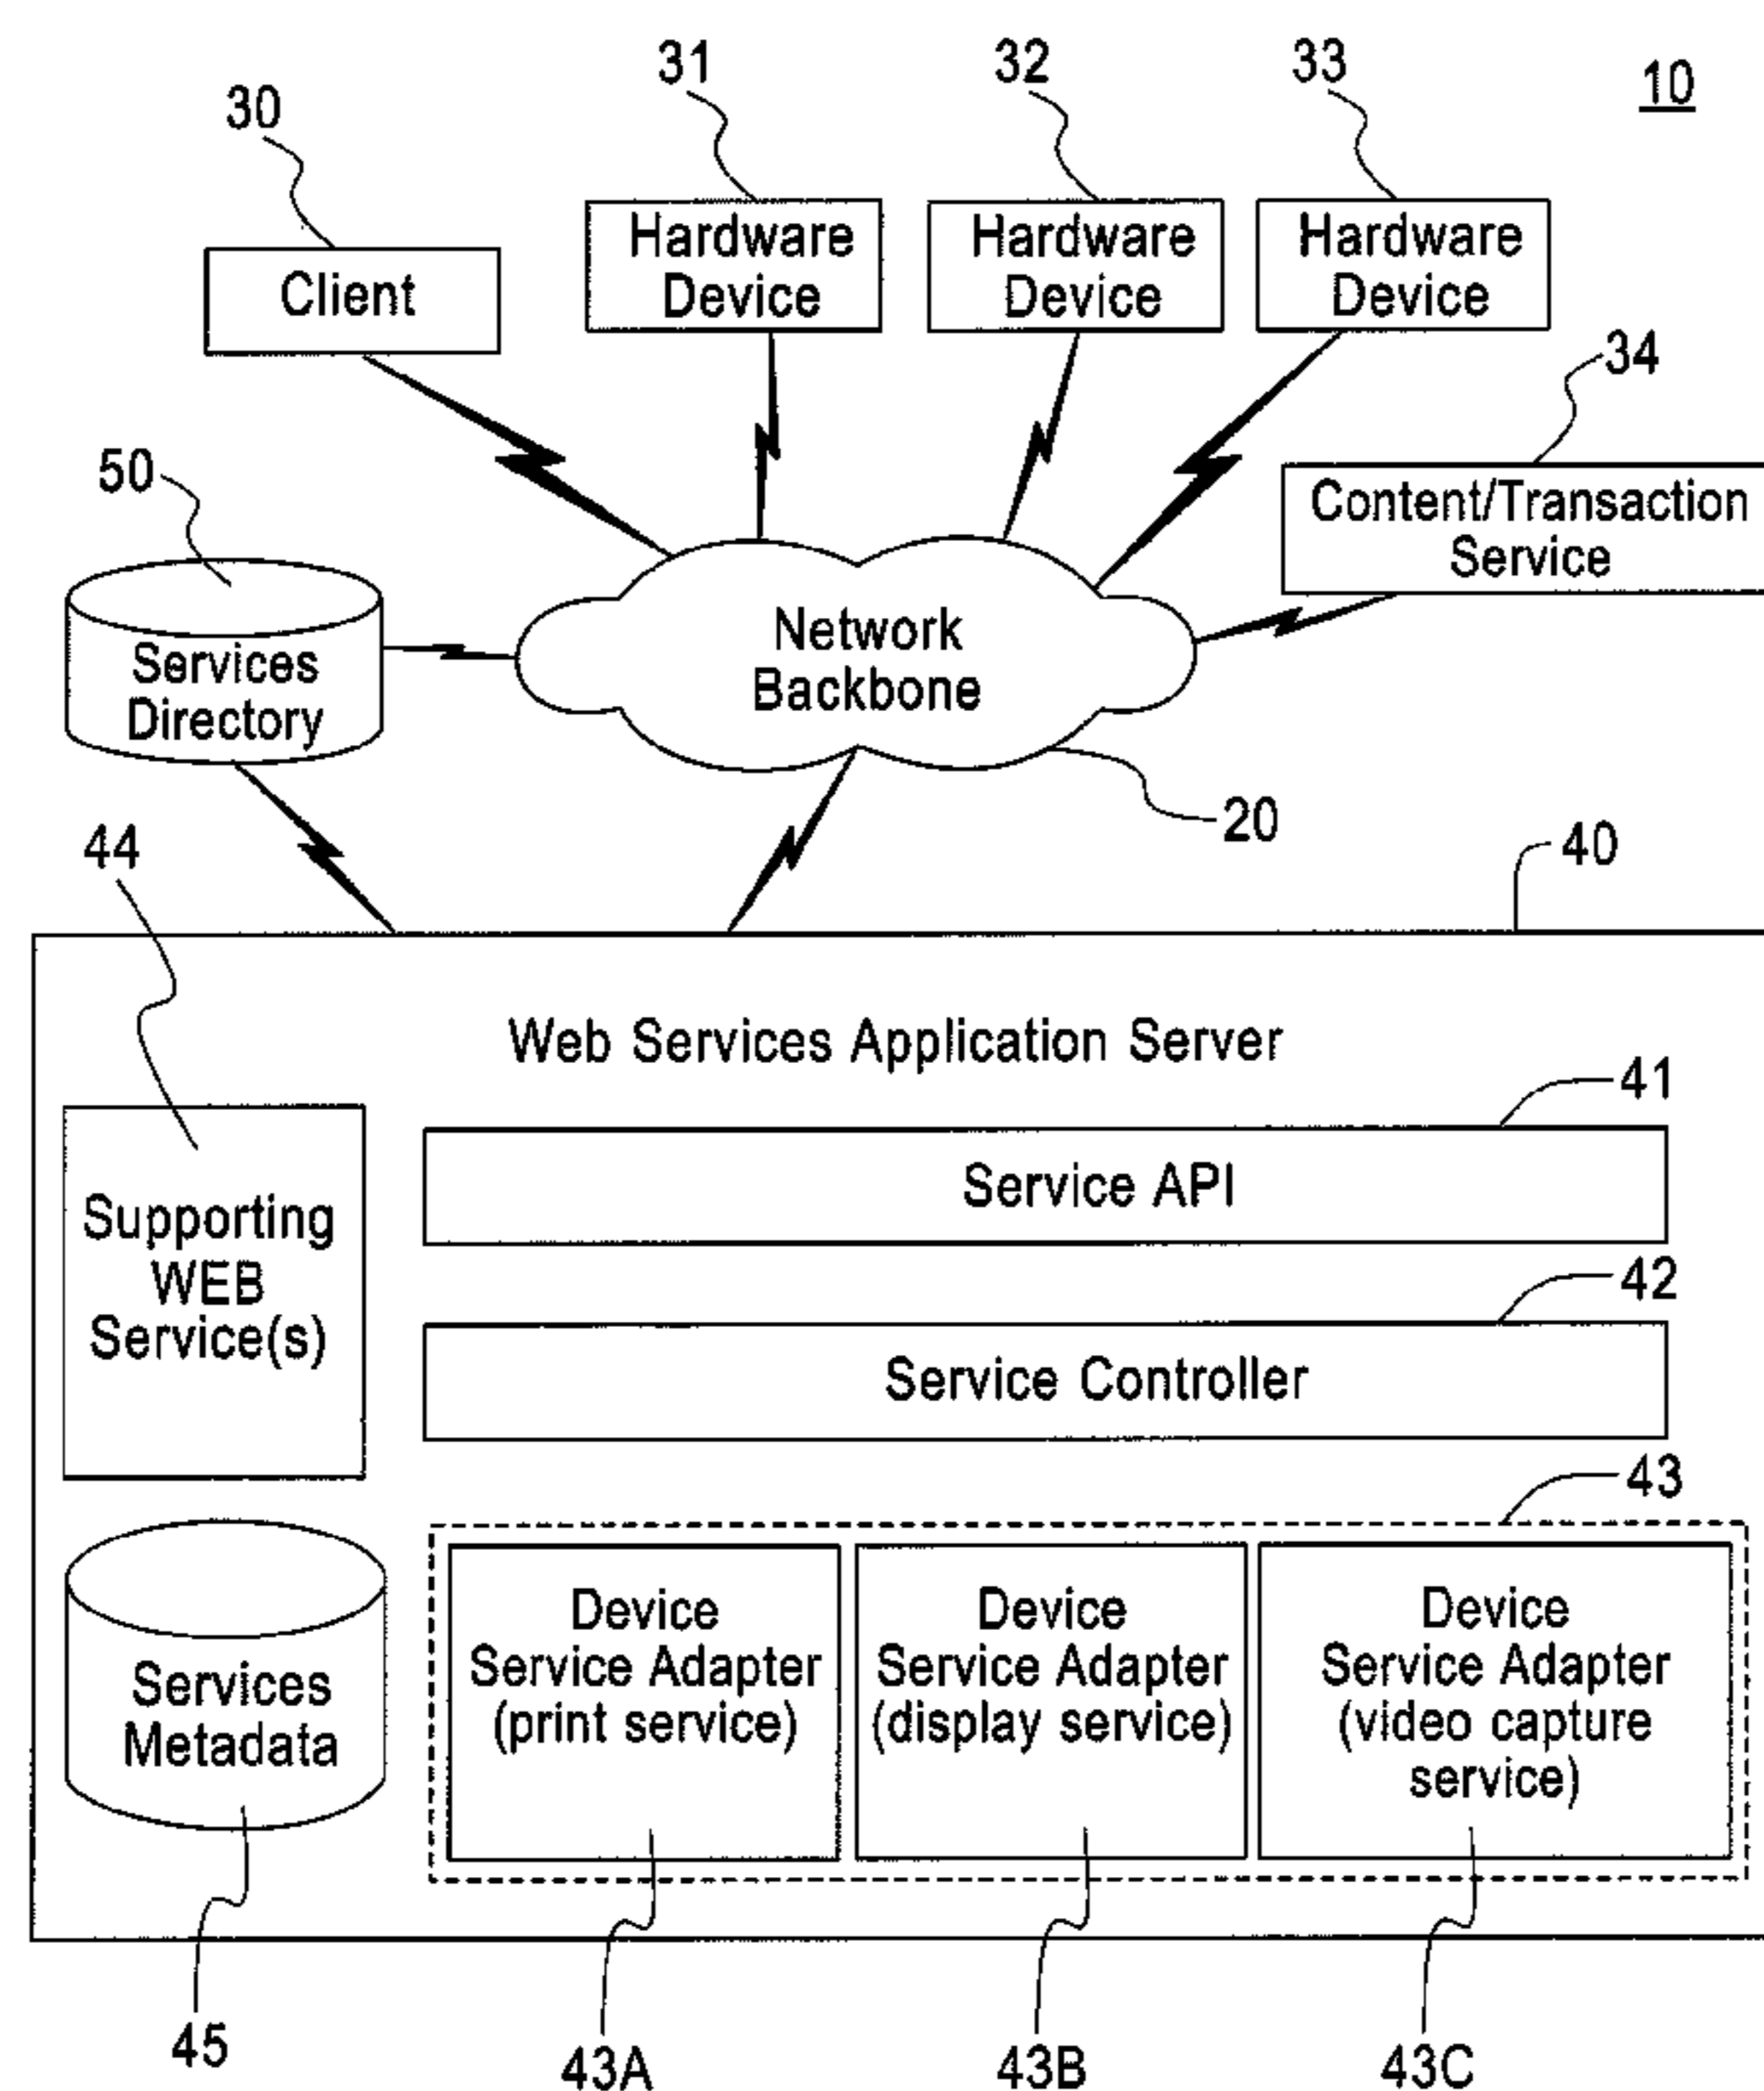 31
32
33
10
30
Hardware
Device
Hardware
Device
Hardware
Device
Client
34
50
Content/Transaction
Service
Network
Backbone
Services
Directory
20
44
40
Web Services Application Server
41
Service API
Supporting
WEB
Service(s)
42
Service Controller
43
Device
Service Adapter
(print service)
Device
Service Adapter
(display service)
Device
Service Adapter
(video capture
service)
Services
Metadata
45
43A
43B
43C